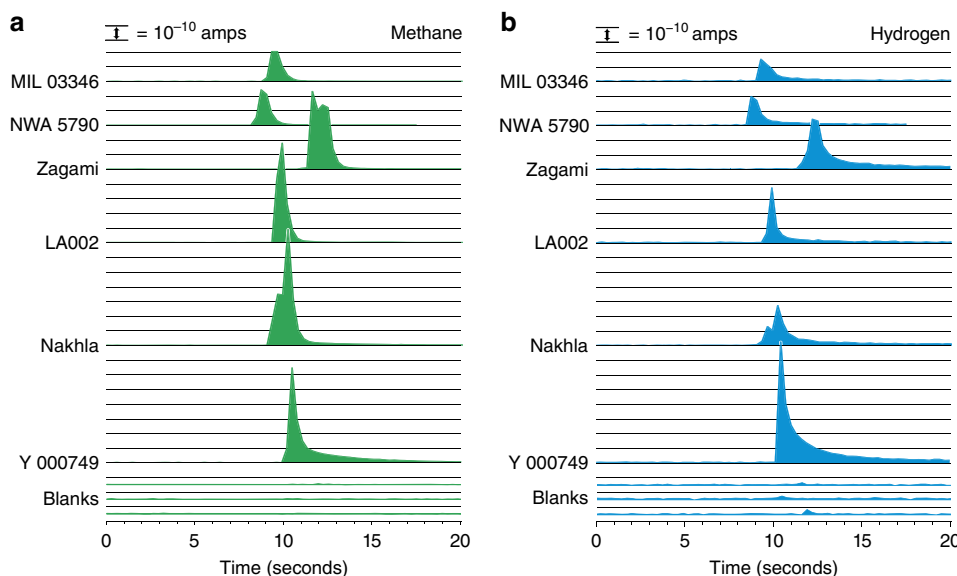 a
= 10⁻¹⁰ amps Methane
MIL 03346
NWA 5790
Zagami
LA002
Nakhla
Y 000749
Blanks
0 5 10 15 20
Time (seconds)
b
= 10⁻¹⁰ amps Hydrogen
MIL 03346
NWA 5790
Zagami
LA002
Nakhla
Y 000749
Blanks
0 5 10 15 20
Time (seconds)